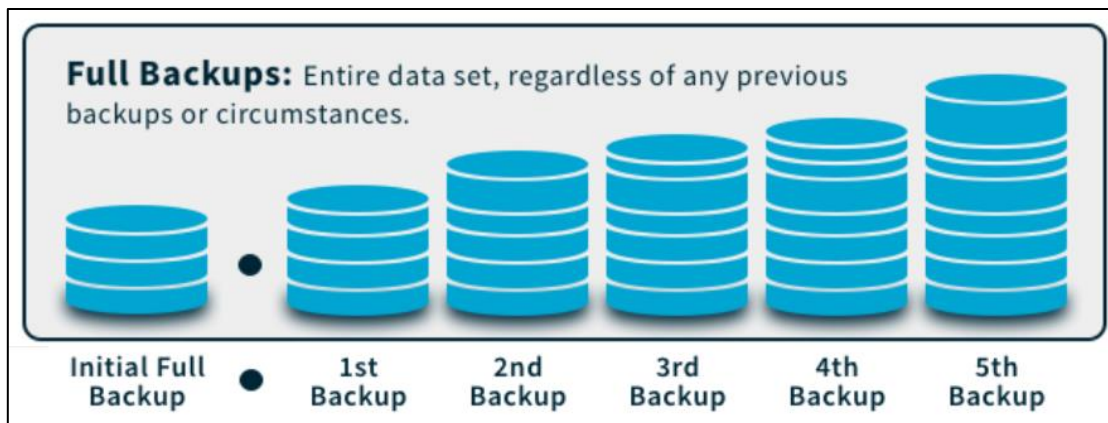 Full Backups: Entire data set, regardless of any previous
backups or circumstances.
Initial Full
Backup
1st
Backup
2nd
Backup
3rd
Backup
4th
Backup
5th
Backup